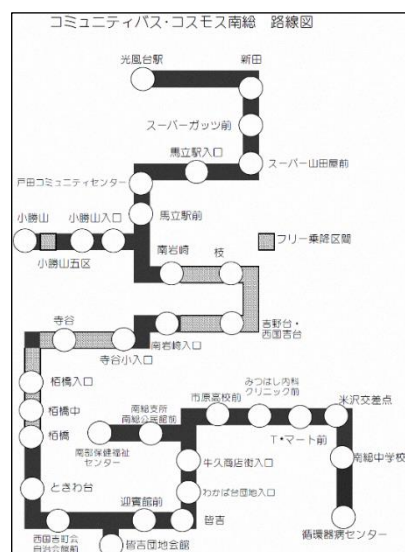 コミュニティバス・コスモス南総　路線図
光風台駅
新田
スーパーガッツ前
馬立駅入口
スーパー山田屋前
戸田コミュニティセンター
馬立駅前
小勝山
小勝山入口
小勝山五区
南岩崎
枝
フリー乗降区間
吉野台・
西国吉台
寺谷
寺谷小入口
南岩崎入口
栢橋入口
栢橋中
栢橋
南総支所
南総公民館前
市原高校前
みつはし内科
クリニック前
米沢交差点
T・マート前
南部保健福祉
センター
牛久商店街入口
南総中学校
ときわ台
わかば台団地入口
迎賓館前
皆吉
西国吉町会
自治会館前
皆吉団地会館
循環器病センター